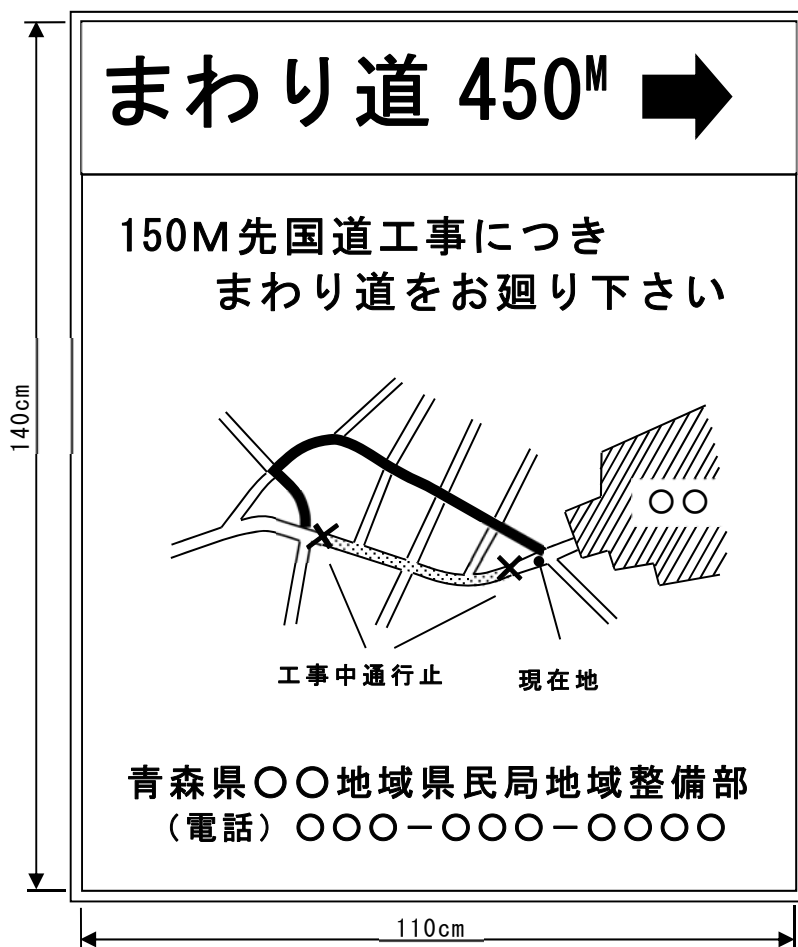 まわり道 450M
150M先国道工事につき
まわり道をお廻り下さい
140cm
○○
工事中通行止
現在地
青森県○○地域県民局地域整備部
（電話）○○○－○○○－○○○○
110cm